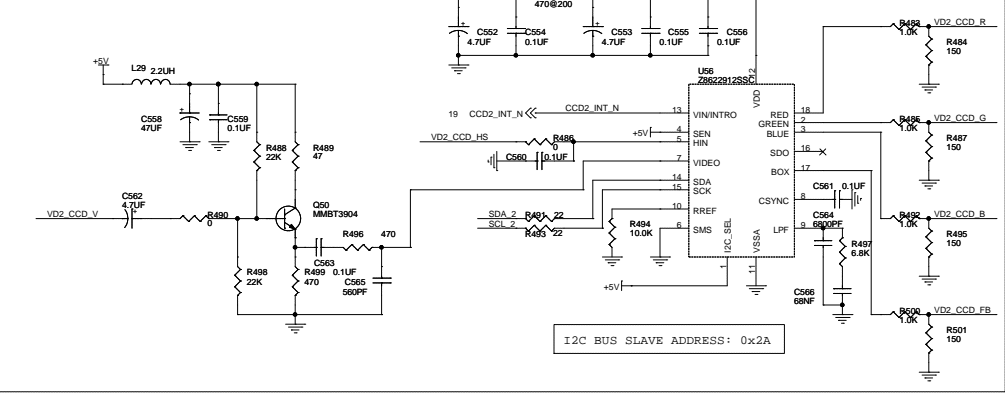 470@200
C552
4.7UF
C554
0.1UF
C553
4.7UF
C555
0.1UF
C556
0.1UF
R483
1.0K
VD2_CCD_R
R484
150
+5V
L29
2.2UH
C558
47UF
C559
0.1UF
R488
22K
R489
47
Q50
MMBT3904
C562
4.7UF
VD2_CCD_V
R490
0
R498
22K
R499
470
C563
0.1UF
R496
470
C565
560PF
19
CCD2_INT_N
CCD2_INT_N
VD2_CCD_HS
R486
0
C560
0.1UF
+5V
SDA_2
SCL_2
R491
22
R493
22
R494
10.0K
+5V
U56
Z8622912SSC
12
VDD
13
VIN/INTRO
4
SEN
5
HIN
7
VIDEO
14
SDA
15
SCK
10
RREF
6
SMS
I2C_SEL
1
VSSA
11
18
RED
2
GREEN
3
BLUE
16
SDO
17
BOX
8
CSYNC
9
LPF
C561
0.1UF
C564
6800PF
R497
6.8K
C566
68NF
R485
1.0K
VD2_CCD_G
R487
150
R492
1.0K
VD2_CCD_B
R495
150
R500
1.0K
VD2_CCD_FB
R501
150
I2C BUS SLAVE ADDRESS: 0x2A